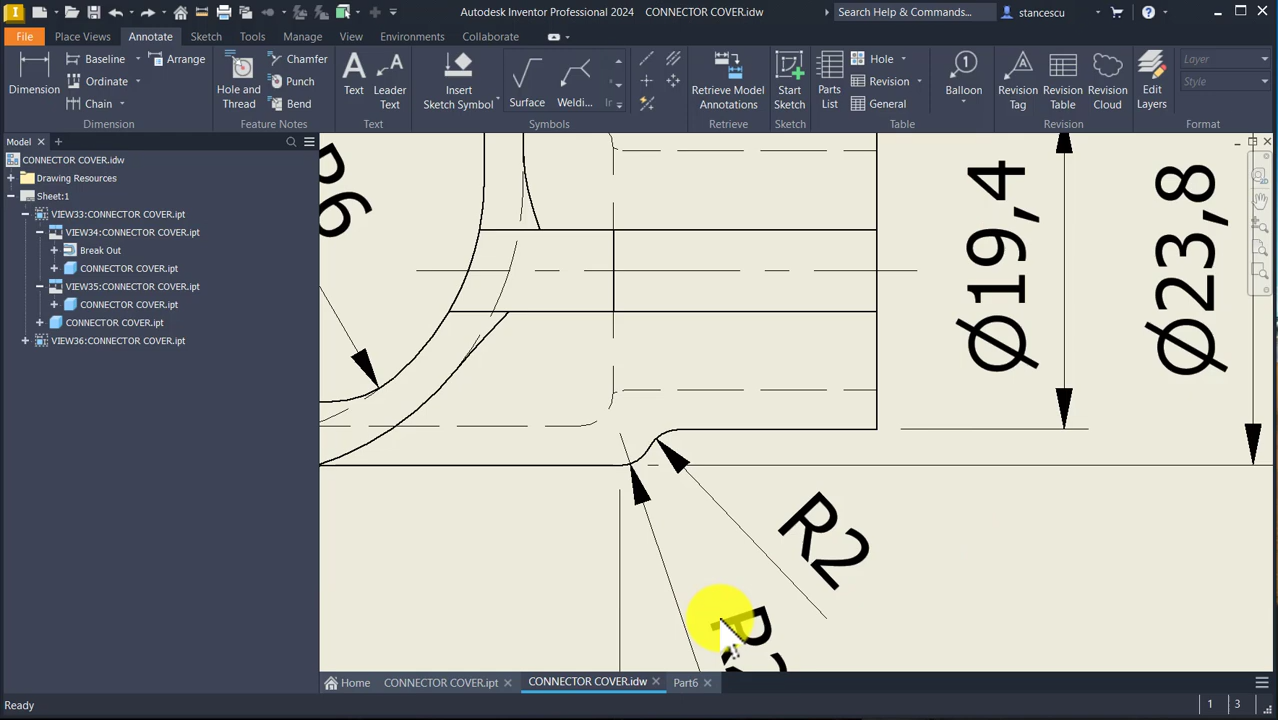 Autodesk Inventor Professional 2024 CONNECTOR COVER.idw
Search Help & Commands...
stancescu
File
Place Views
Annotate
Sketch
Tools
Manage
View
Environments
Collaborate
Dimension
Baseline
Ordinate
Chain
Arrange
Dimension
Hole and Thread
Chamfer
Punch
Bend
Feature Notes
Text
Leader Text
Text
Insert Sketch Symbol
Surface
Weldi...
Symbols
Retrieve Model Annotations
Retrieve
Start Sketch
Sketch
Parts List
Hole
Revision
General
Table
Balloon
Revision Tag
Revision Table
Revision Cloud
Revision
Edit Layers
Layer
Style
Format
Model
CONNECTOR COVER.idw
Drawing Resources
Sheet:1
VIEW33:CONNECTOR COVER.ipt
VIEW34:CONNECTOR COVER.ipt
Break Out
CONNECTOR COVER.ipt
VIEW35:CONNECTOR COVER.ipt
CONNECTOR COVER.ipt
CONNECTOR COVER.ipt
VIEW36:CONNECTOR COVER.ipt
R6
Ø19,4
Ø23,8
R2
Home
CONNECTOR COVER.ipt
CONNECTOR COVER.idw
Part6
Ready
1
3